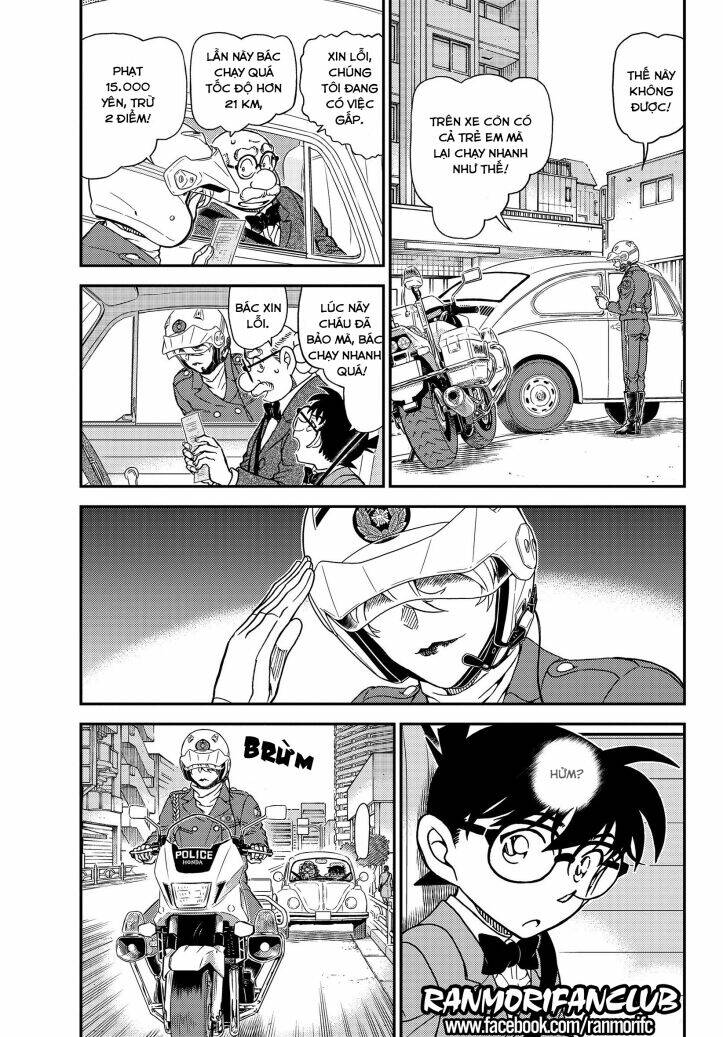 THẾ NÀY
KHÔNG
ĐƯỢC!
TRÊN XE CÒN CÓ
CẢ TRẺ EM MÃ
LẠI CHẠY NHANH
NHƯ THẾ!
XIN LỖI,
CHÚNG
TÔI ĐANG
CÓ VIỆC
GẤP.
LẦN NÀY BÁC
CHẠY QUÁ
TỐC ĐỘ HƠN
21 KM,
PHẠT
15.000
YÊN, TRỪ
2 ĐIỂM!
LÚC NÃY
CHÁU ĐÃ
BẢO MÃ, BÁC
CHẠY NHANH
QUÁ!
BÁC XIN
LỖI.
HỬM?
BRỪM
POLICE
HONDA
RANMORIFANCLUB
www.facebook.com/ranmorifc